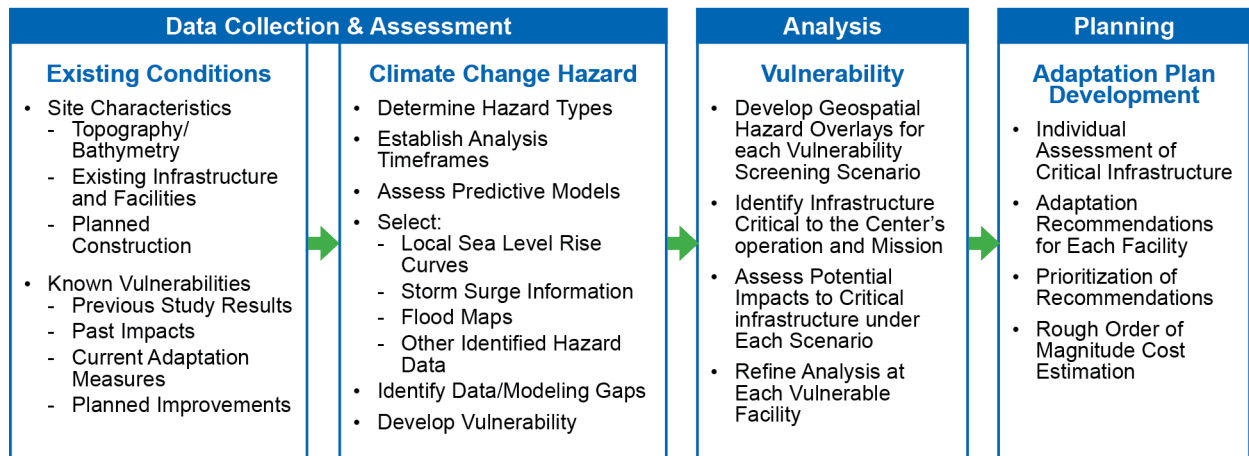 Data Collection & Assessment
Existing Conditions
• Site Characteristics
- Topography/
Bathymetry
- Existing Infrastructure
and Facilities
- Planned
Construction
• Known Vulnerabilities
- Previous Study Results
- Past Impacts
- Current Adaptation
Measures
- Planned Improvements
Climate Change Hazard
• Determine Hazard Types
• Establish Analysis
Timeframes
• Assess Predictive Models
• Select:
- Local Sea Level Rise
Curves
- Storm Surge Information
- Flood Maps
- Other Identified Hazard
Data
• Identify Data/Modeling Gaps
• Develop Vulnerability
Analysis
Vulnerability
• Develop Geospatial
Hazard Overlays for
each Vulnerability
Screening Scenario
• Identify Infrastructure
Critical to the Center's
operation and Mission
• Assess Potential
Impacts to Critical
infrastructure under
Each Scenario
• Refine Analysis at
Each Vulnerable
Facility
Planning
Adaptation Plan
Development
• Individual
Assessment of
Critical Infrastructure
• Adaptation
Recommendations
for Each Facility
• Prioritization of
Recommendations
• Rough Order of
Magnitude Cost
Estimation